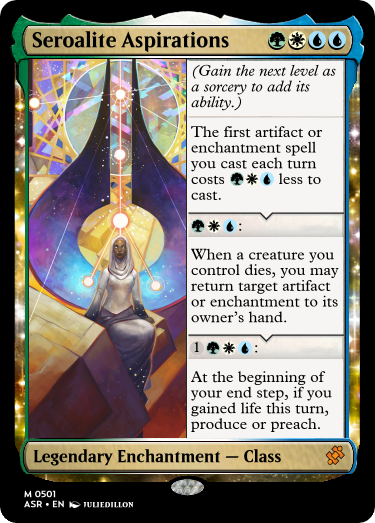 Seroalite Aspirations
(Gain the next level as
a sorcery to add its
ability.)
The first artifact or
enchantment spell
you cast each turn
costs less to
cast.
:
When a creature you
control dies, you may
return target artifact
or enchantment to its
owner's hand.
1 :
At the beginning of
your end step, if you
gained life this turn,
produce or preach.
Legendary Enchantment — Class
M 0501
ASR • EN JULIEDILLON